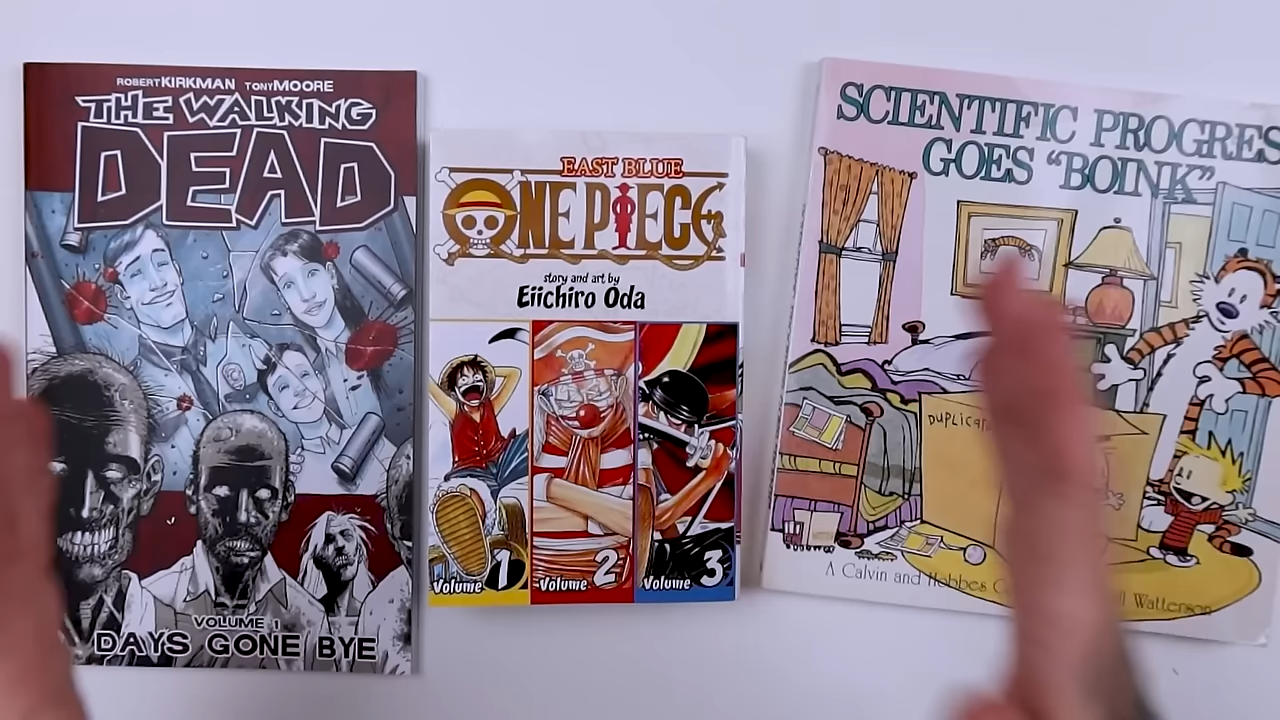 ROBERT KIRKMAN TONY MOORE
THE WALKING
DEAD
VOLUME 1
DAYS GONE BYE
EAST BLUE
ONE PIECE
story and art by
Eiichiro Oda
Volume 1
Volume 2
Volume 3
SCIENTIFIC PROGRES
GOES "BOINK"
DUPLICA
A Calvin and Hobbes C
ll Watterson